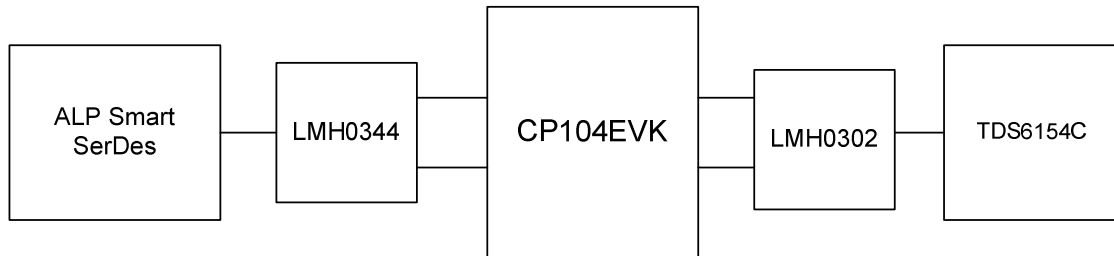 ALP Smart
SerDes
LMH0344
CP104EVK
LMH0302
TDS6154C